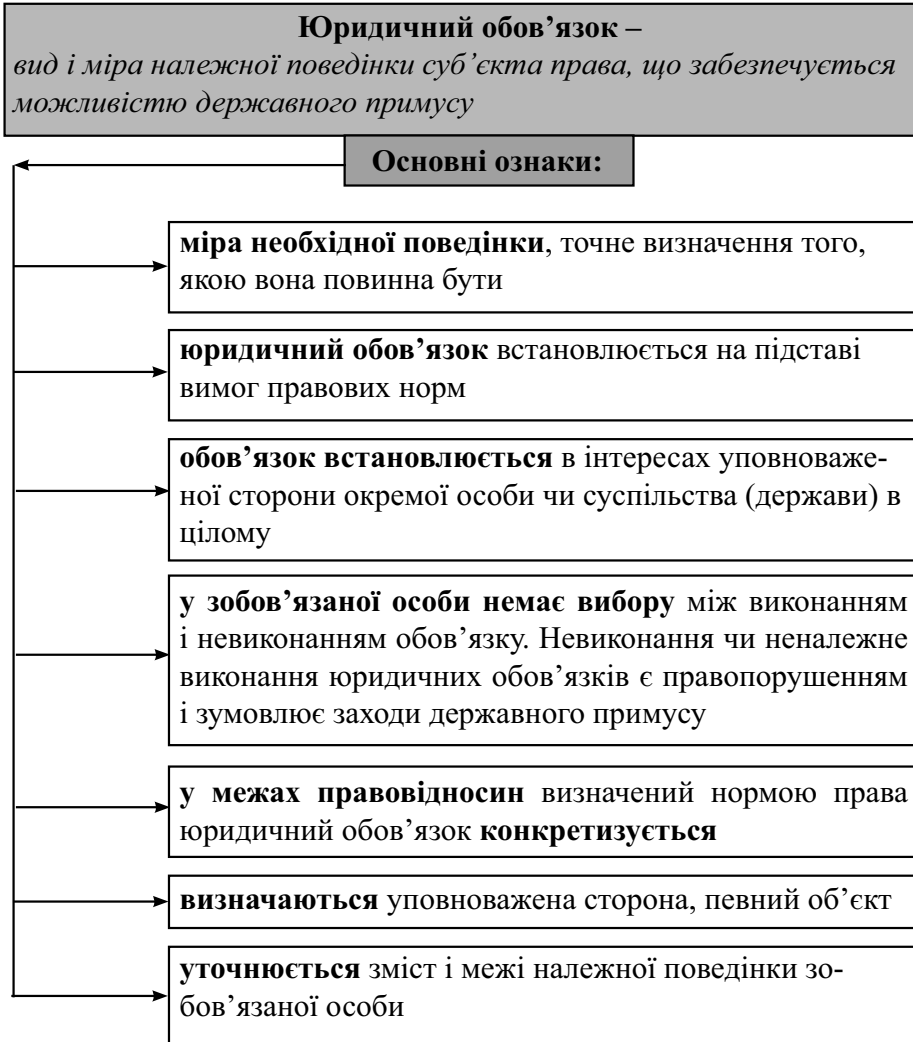 Юридичний обов’язок –
вид і міра належної поведінки суб’єкта права, що забезпечується
можливістю державного примусу
Основні ознаки:
міра необхідної поведінки, точне визначення того,
якою вона повинна бути
юридичний обов’язок встановлюється на підставі
вимог правових норм
обов’язок встановлюється в інтересах уповноваже-
ної сторони окремої особи чи суспільства (держави) в
цілому
у зобов’язаної особи немає вибору між виконанням
і невиконанням обов’язку. Невиконання чи неналежне
виконання юридичних обов’язків є правопорушенням
і зумовлює заходи державного примусу
у межах правовідносин визначений нормою права
юридичний обов’язок конкретизується
визначаються уповноважена сторона, певний об’єкт
уточнюється зміст і межі належної поведінки зо-
бов’язаної особи